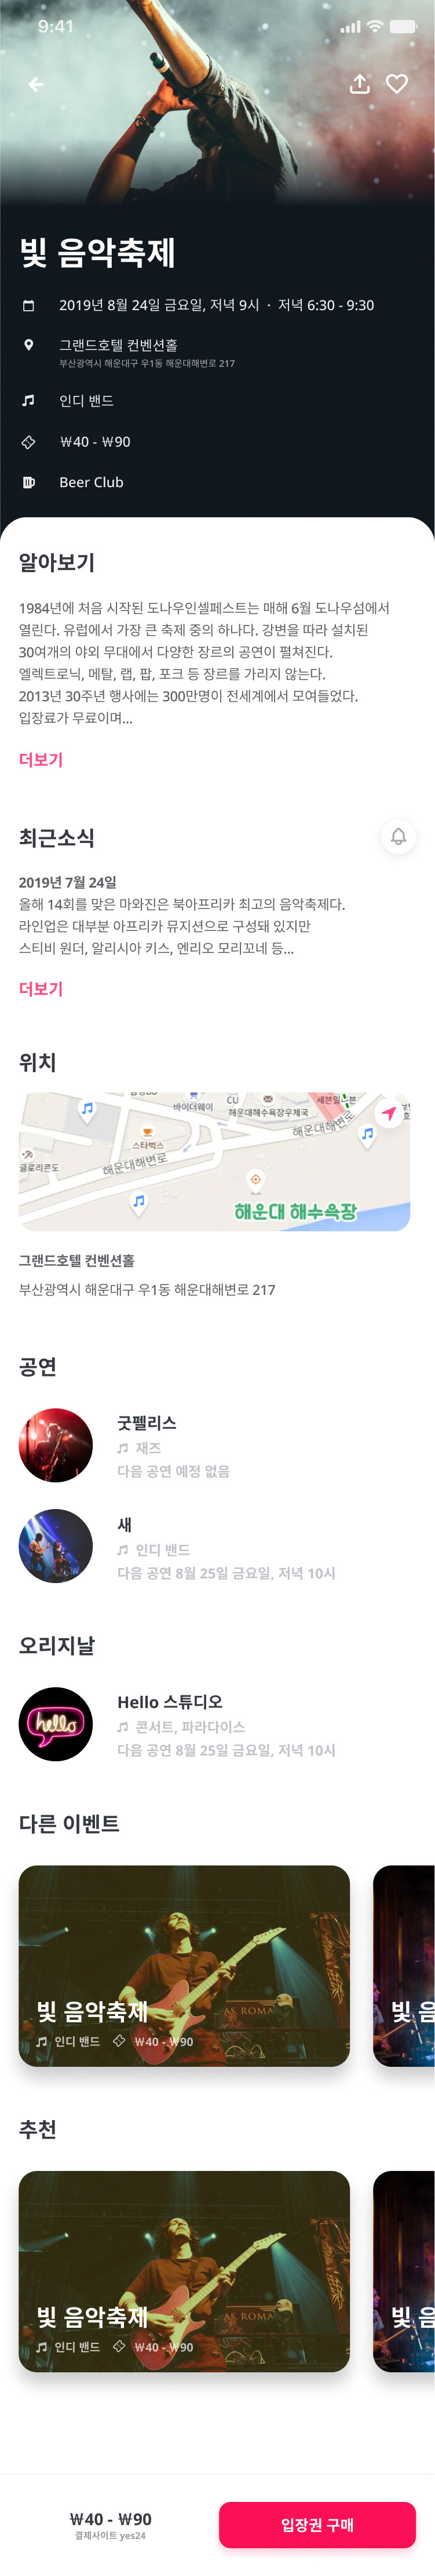 9:41
빛 음악축제
2019년 8월 24일 금요일, 저녁 9시 · 저녁 6:30 - 9:30
그랜드호텔 컨벤션홀
부산광역시 해운대구 우1동 해운대해변로 217
인디 밴드
₩40 - ₩90
Beer Club
알아보기
1984년에 처음 시작된 도나우인셀페스트는 매해 6월 도나우섬에서
열린다. 유럽에서 가장 큰 축제 중의 하나다. 강변을 따라 설치된
30여개의 야외 무대에서 다양한 장르의 공연이 펼쳐진다.
엘렉트로닉, 메탈, 랩, 팝, 포크 등 장르를 가리지 않는다.
2013년 30주년 행사에는 300만명이 전세계에서 모여들었다.
입장료가 무료이며...
더보기
최근소식
2019년 7월 24일
올해 14회를 맞은 마와진은 북아프리카 최고의 음악축제다.
라인업은 대부분 아프리카 뮤지션으로 구성돼 있지만
스티비 원더, 알리시아 키스, 엔리오 모리꼬네 등...
더보기
위치
CU
바이더웨이
해운대해수욕장우체국
스타벅스
해운대해변로
해운대해변로
글로리콘도
해운대 해수욕장
그랜드호텔 컨벤션홀
부산광역시 해운대구 우1동 해운대해변로 217
공연
굿펠리스
재즈
다음 공연 예정 없음
새
인디 밴드
다음 공연 8월 25일 금요일, 저녁 10시
오리지날
hello
Hello 스튜디오
콘서트, 파라다이스
다음 공연 8월 25일 금요일, 저녁 10시
다른 이벤트
AS ROMA
빛 음악축제
인디 밴드 ₩40 - ₩90
빛 음
추천
AS ROMA
빛 음악축제
인디 밴드 ₩40 - ₩90
빛 음
₩40 - ₩90
결제사이트 yes24
입장권 구매